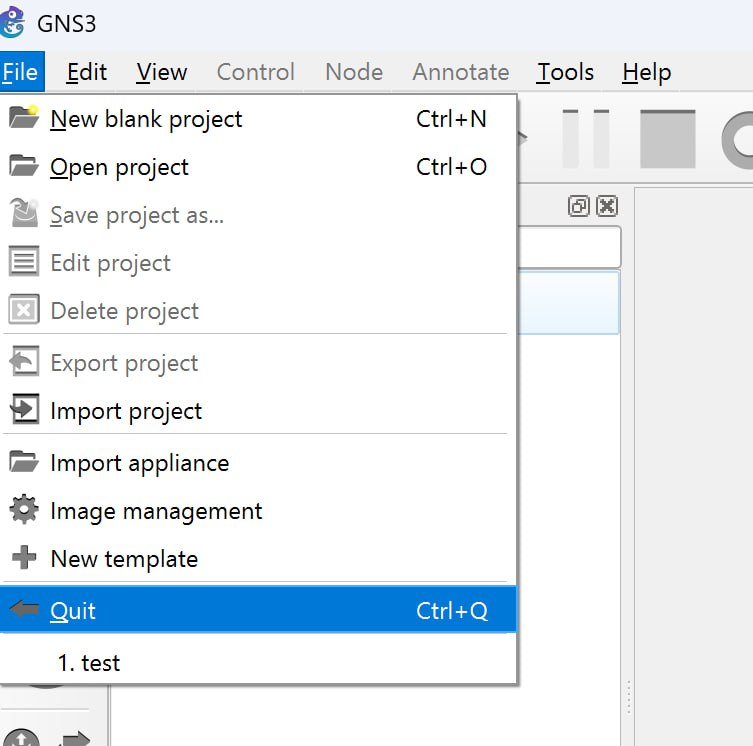 GNS3
File Edit View Control Node Annotate Tools Help
New blank project Ctrl+N
Open project Ctrl+O
Save project as...
Edit project
Delete project
Export project
Import project
Import appliance
Image management
New template
Quit Ctrl+Q
1. test